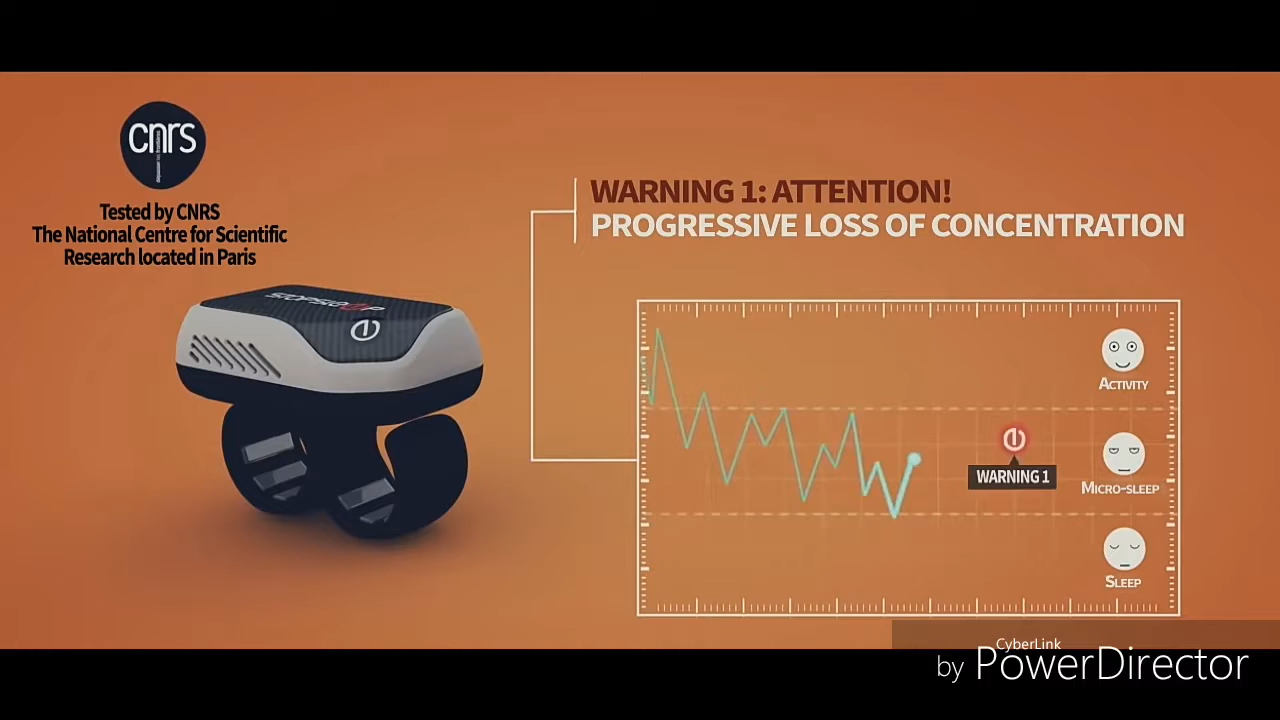 cnrs
Tested by CNRS
The National Centre for Scientific
Research located in Paris
STOPSLEEP
WARNING 1: ATTENTION!
PROGRESSIVE LOSS OF CONCENTRATION
ACTIVITY
WARNING 1
MICRO-SLEEP
SLEEP
CyberLink
by PowerDirector